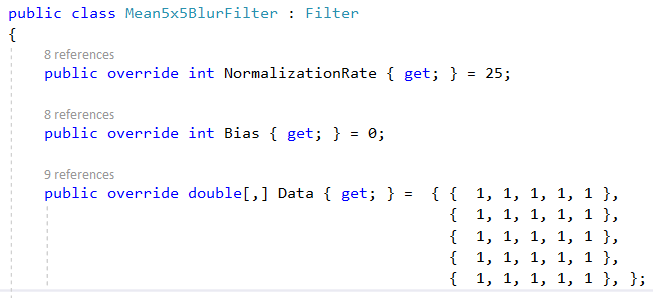 public class Mean5x5BlurFilter : Filter
{
8 references
public override int NormalizationRate { get; } = 25;
8 references
public override int Bias { get; } = 0;
9 references
public override double[,] Data { get; } = { { 1, 1, 1, 1, 1 },
{ 1, 1, 1, 1, 1 },
{ 1, 1, 1, 1, 1 },
{ 1, 1, 1, 1, 1 },
{ 1, 1, 1, 1, 1 }, };